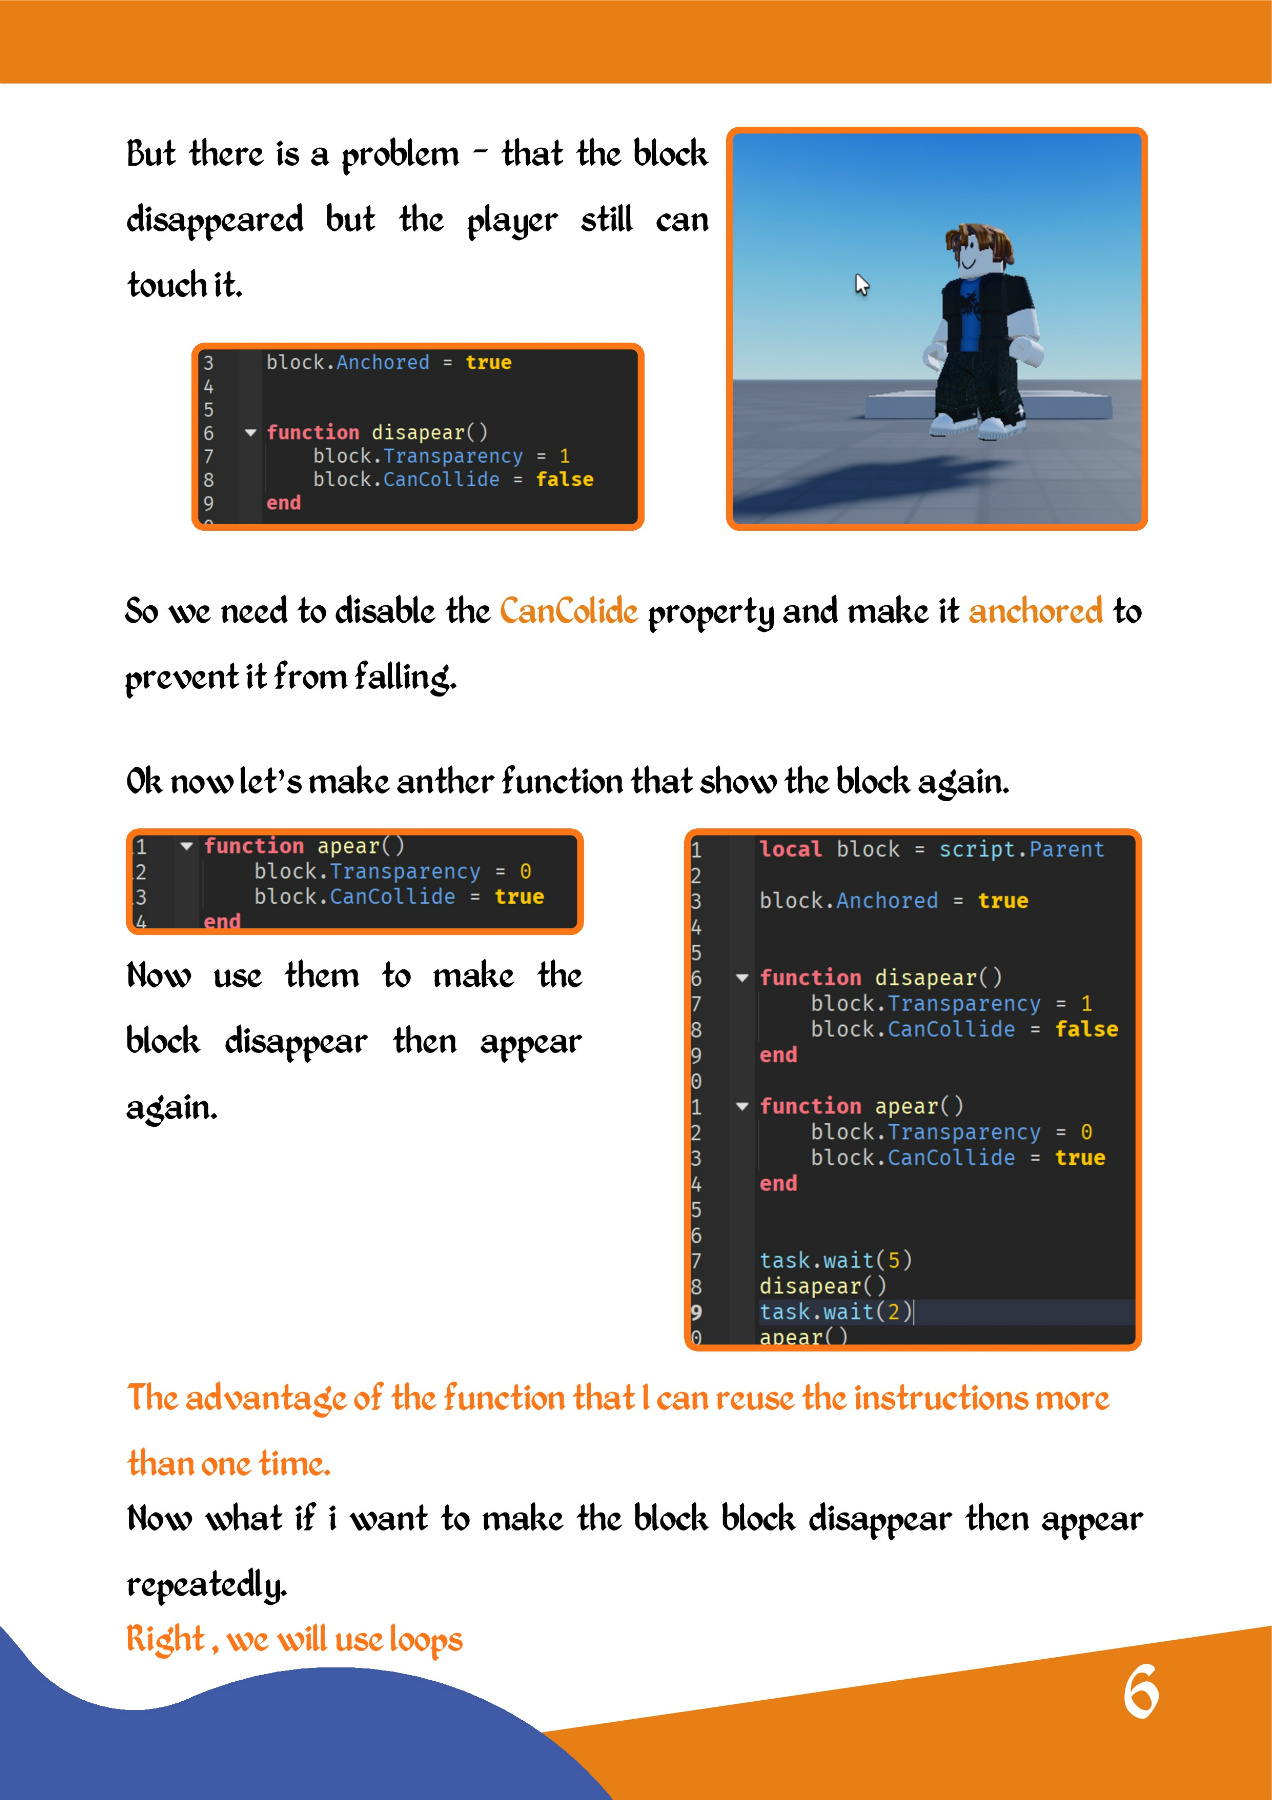 But there is a problem - that the block
disappeared but the player still can
touch it.
3 block.Anchored = true
4
5
6 function disapear()
7 block.Transparency = 1
8 block.CanCollide = false
9 end
So we need to disable the CanColide property and make it anchored to
prevent it from falling.
Ok now let's make anther function that show the block again.
1 function apear()
2 block.Transparency = 0
3 block.CanCollide = true
4 end
Now use them to make the
block disappear then appear
again.
1 local block = script.Parent
2
3 block.Anchored = true
4
5
6 function disapear()
7 block.Transparency = 1
8 block.CanCollide = false
9 end
0
1 function apear()
2 block.Transparency = 0
3 block.CanCollide = true
4 end
5
6
7 task.wait(5)
8 disapear()
9 task.wait(2)
0 apear()
The advantage of the function that I can reuse the instructions more
than one time.
Now what if i want to make the block block disappear then appear
repeatedly.
Right , we will use loops
6